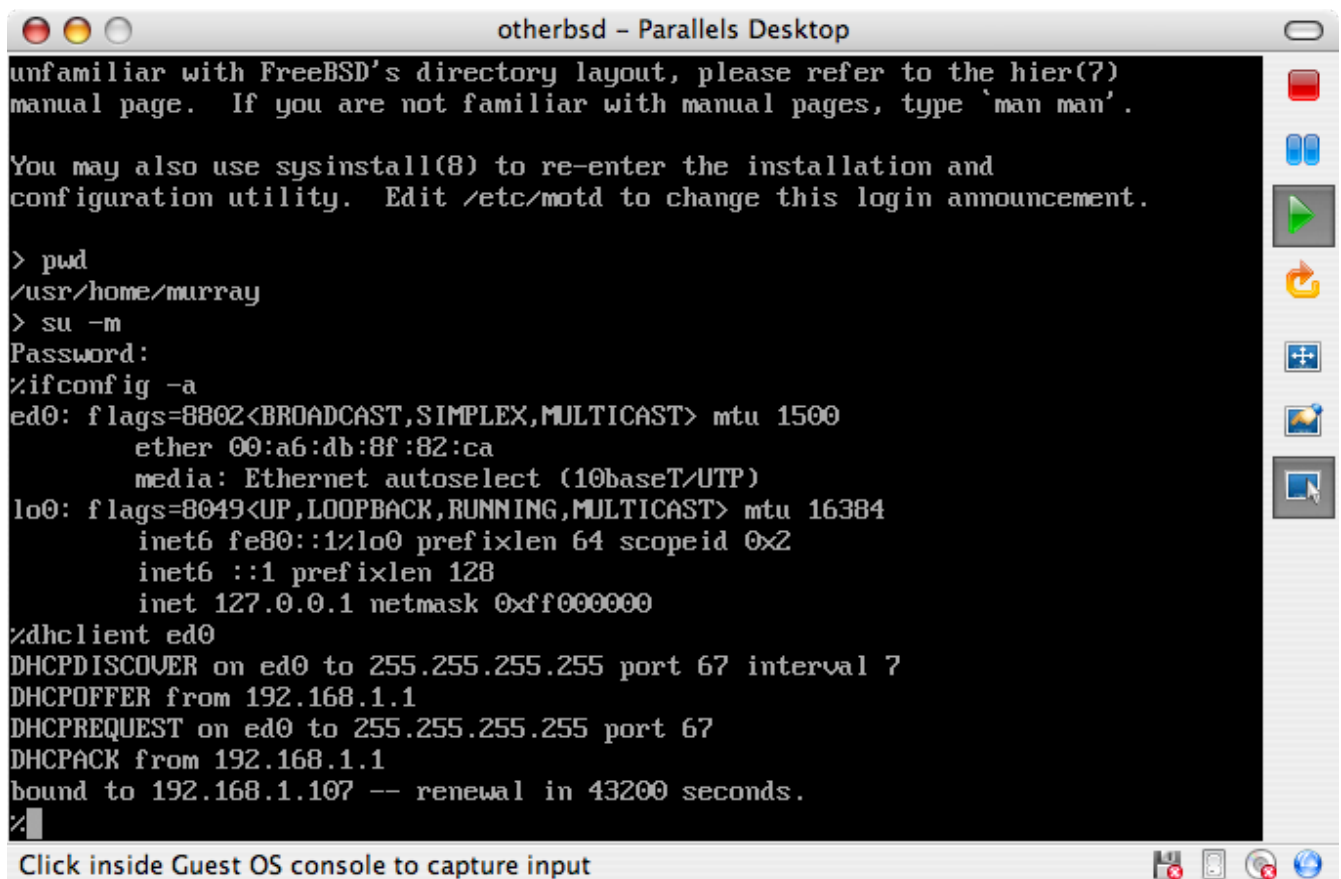 otherbsd – Parallels Desktop
unfamiliar with FreeBSD's directory layout, please refer to the hier(7)
manual page.  If you are not familiar with manual pages, type `man man'.
You may also use sysinstall(8) to re-enter the installation and
configuration utility.  Edit /etc/motd to change this login announcement.
> pwd
/usr/home/murray
> su -m
Password:
%ifconfig -a
ed0: flags=8802<BROADCAST,SIMPLEX,MULTICAST> mtu 1500
        ether 00:a6:db:8f:82:ca
        media: Ethernet autoselect (10baseT/UTP)
lo0: flags=8049<UP,LOOPBACK,RUNNING,MULTICAST> mtu 16384
        inet6 fe80::1%lo0 prefixlen 64 scopeid 0x2
        inet6 ::1 prefixlen 128
        inet 127.0.0.1 netmask 0xff000000
%dhclient ed0
DHCPDISCOVER on ed0 to 255.255.255.255 port 67 interval 7
DHCPOFFER from 192.168.1.1
DHCPREQUEST on ed0 to 255.255.255.255 port 67
DHCPACK from 192.168.1.1
bound to 192.168.1.107 -- renewal in 43200 seconds.
%
Click inside Guest OS console to capture input